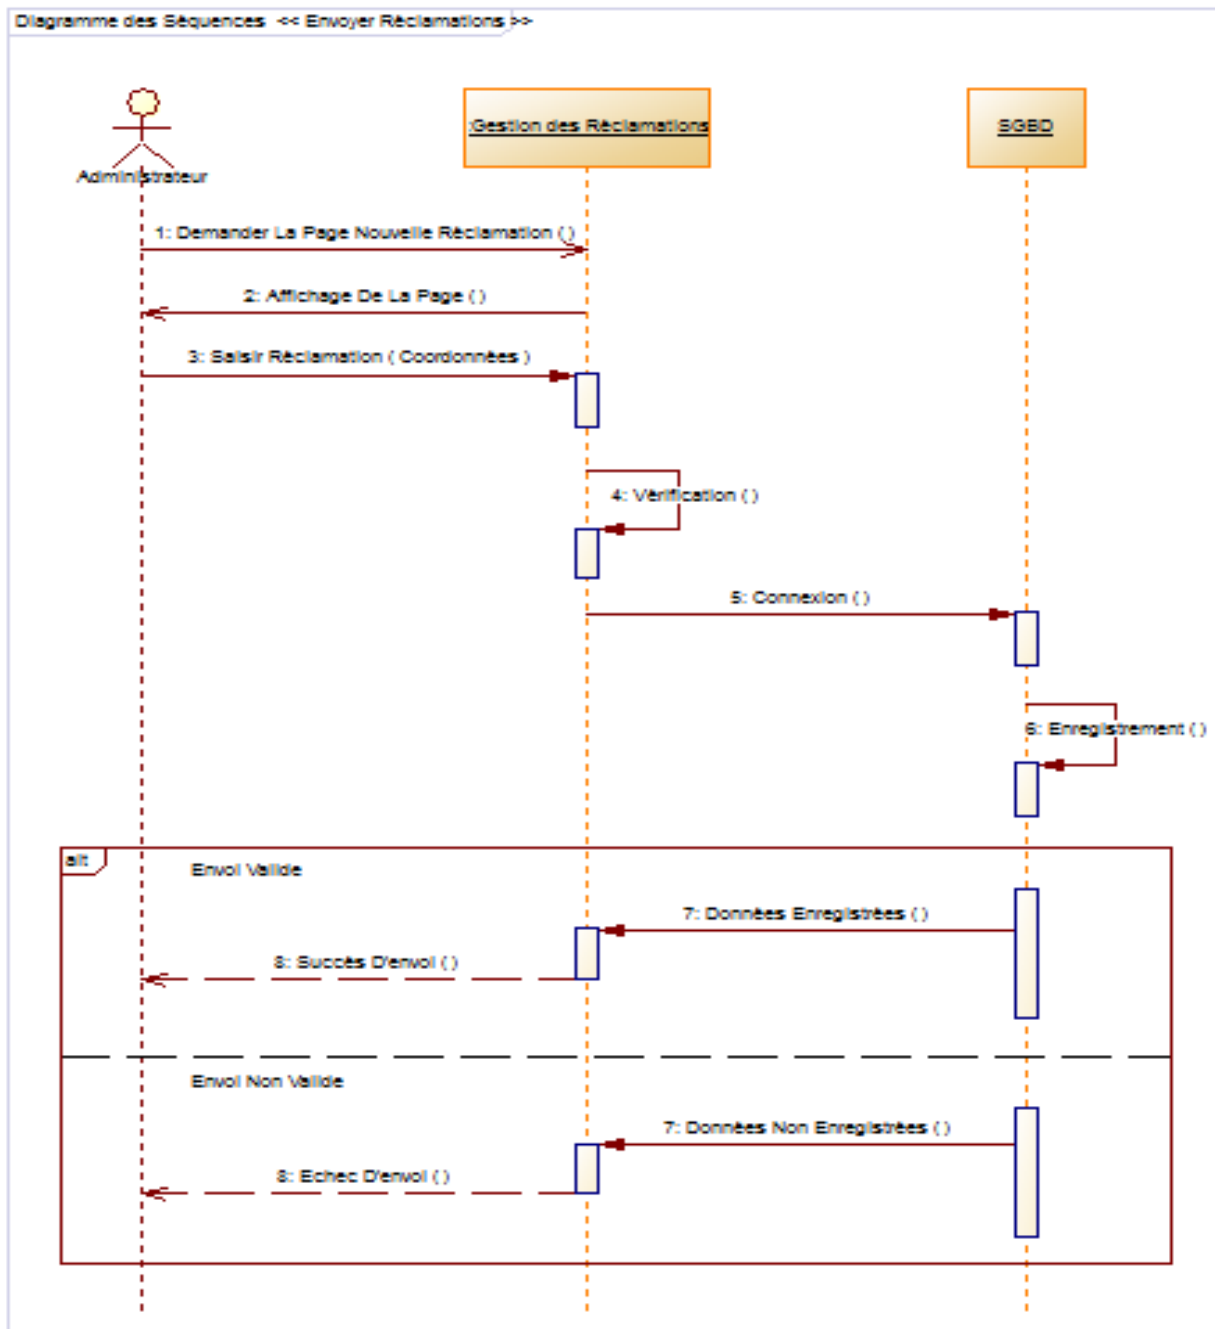 Diagramme des Séquences << Envoyer Réclamations >>
:Gestion des Réclamations
SGBD
Administrateur
1: Demander La Page Nouvelle Réclamation ( )
2: Affichage De La Page ( )
3: Saisir Réclamation ( Coordonnées )
4: Vérification ( )
5: Connexion ( )
6: Enregistrement ( )
alt
Envoi Valide
7: Données Enregistrées ( )
8: Succès D'envoi ( )
Envoi Non Valide
7: Données Non Enregistrées ( )
8: Echec D'envoi ( )